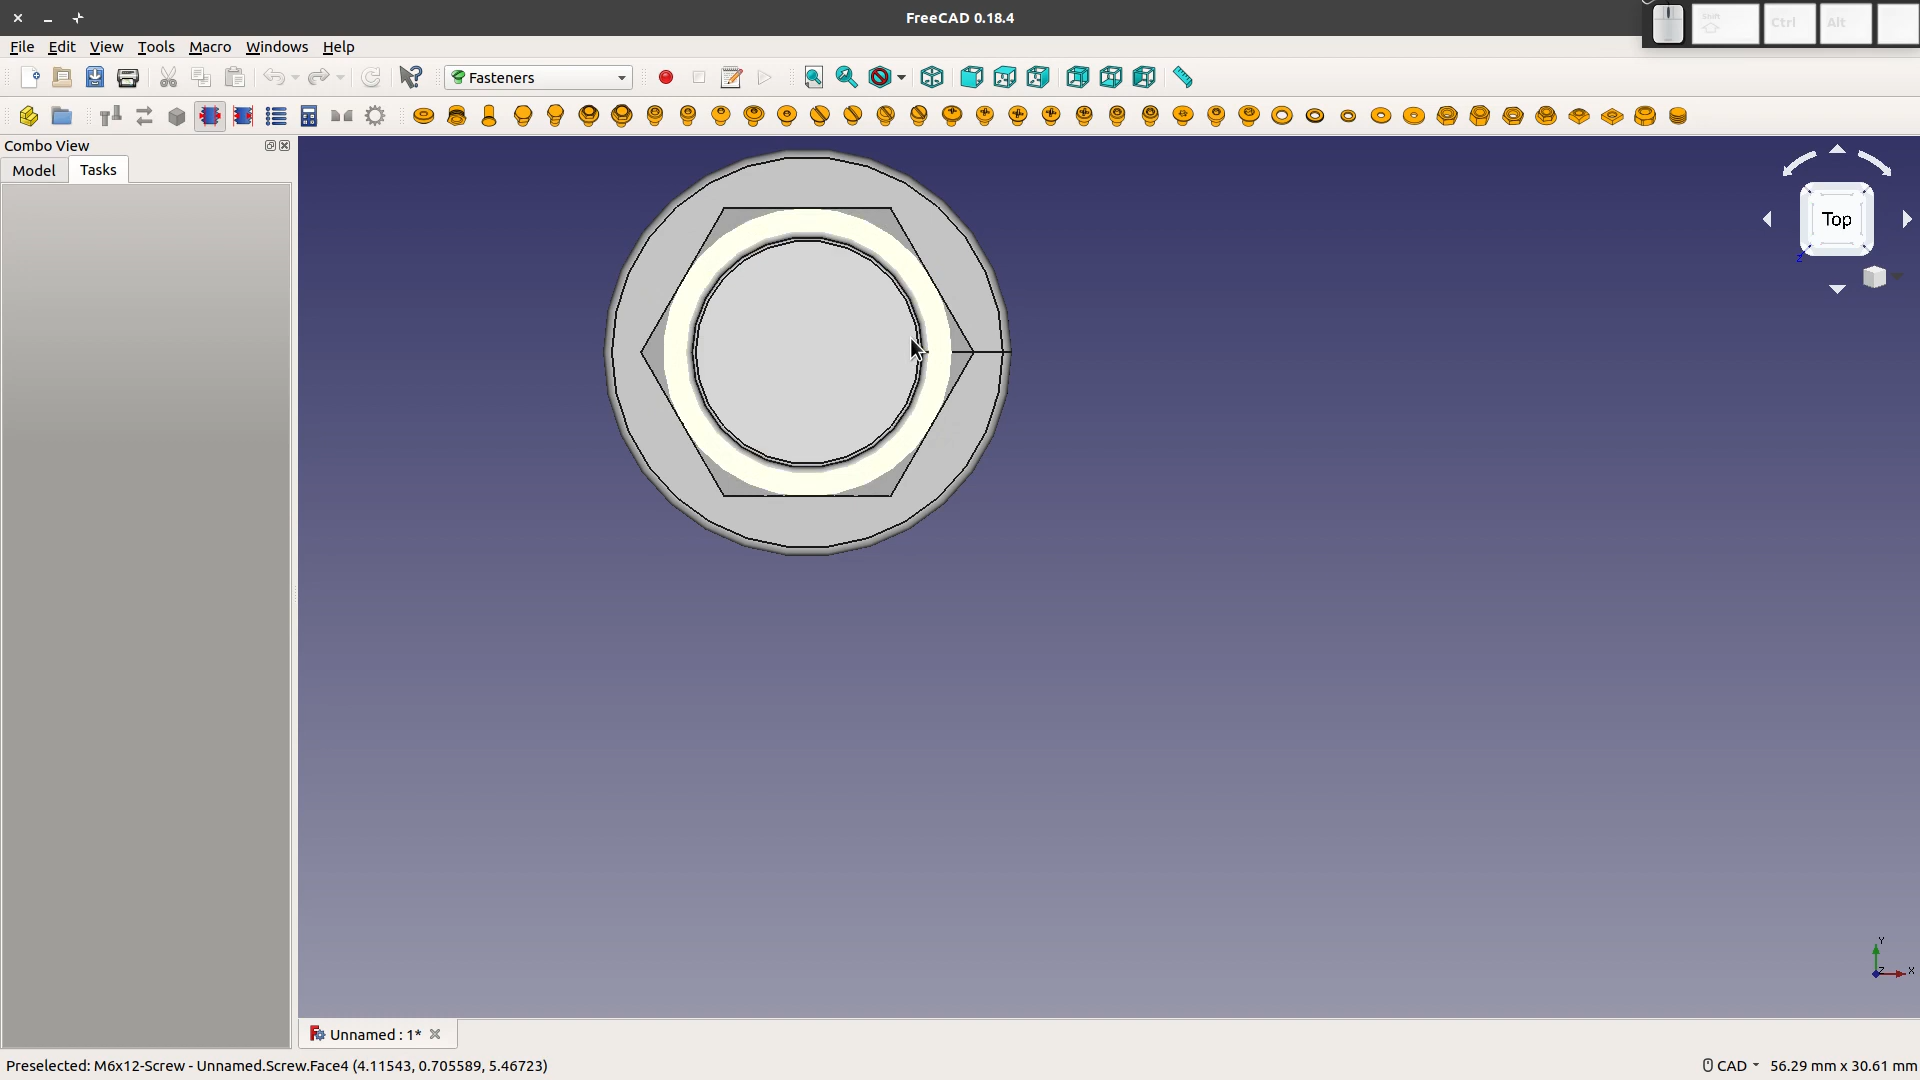 FreeCAD 0.18.4
Shift Ctrl Alt
File Edit View Tools Macro Windows Help
Fasteners
Combo View
Model Tasks
Top
Z
Y
Z X
Unnamed : 1*
Preselected: M6x12-Screw - Unnamed.Screw.Face4 (4.11543, 0.705589, 5.46723) CAD 56.29 mm x 30.61 mm